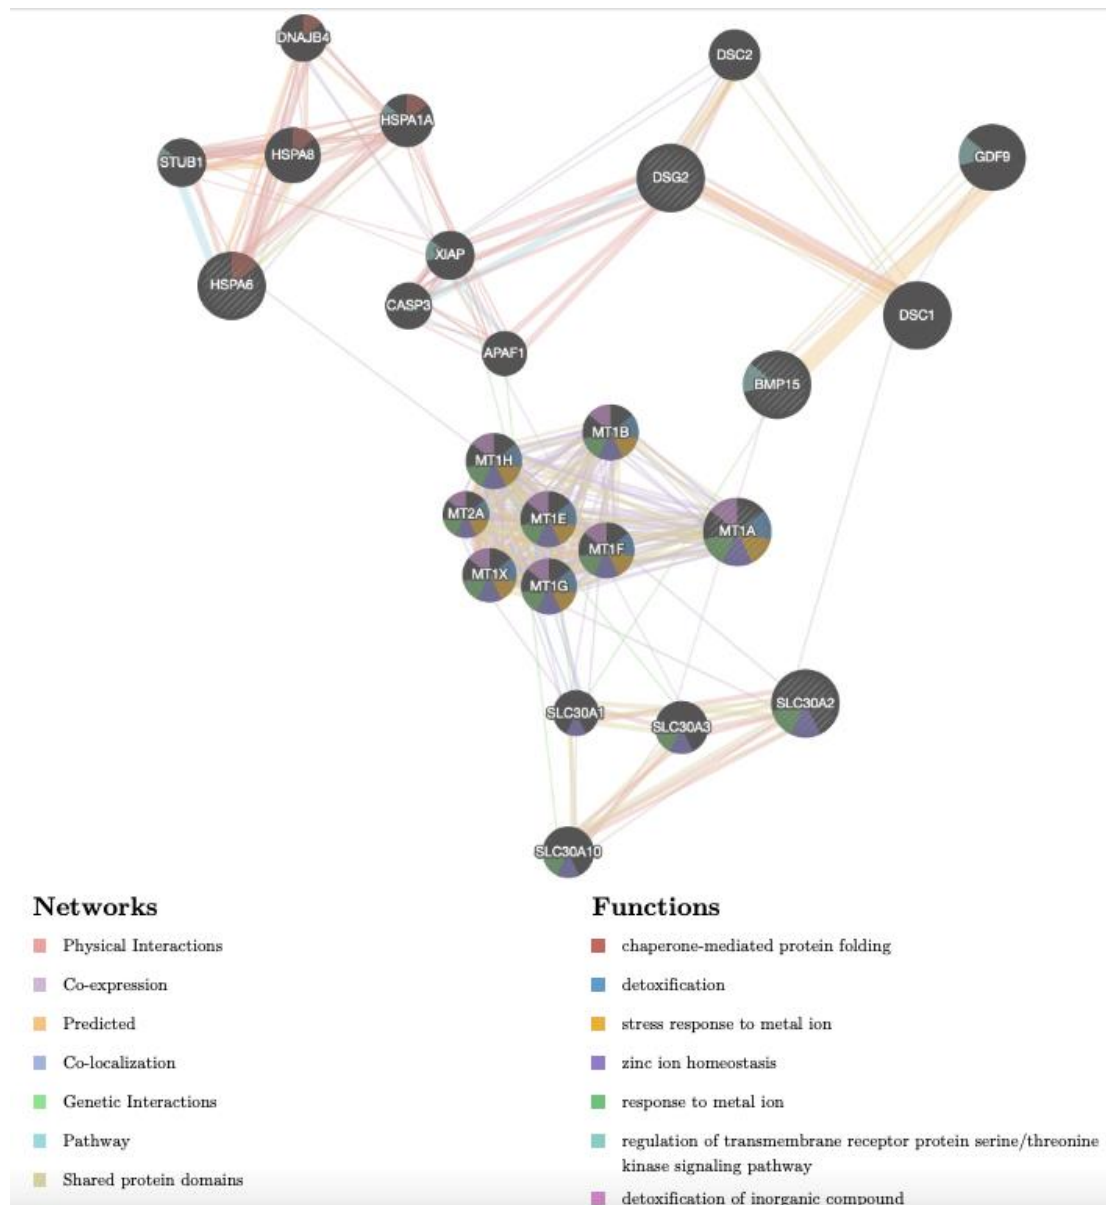 DNAJB4
DSC2
HSPA1A
STUB1
HSPA8
GDF9
DSG2
XIAP
HSPA6
CASP3
DSC1
APAF1
BMP15
MT1B
MT1H
MT2A
MT1E
MT1A
MT1F
MT1X
MT1G
SLC30A2
SLC30A1
SLC30A3
SLC30A10
Networks
Physical Interactions
Co-expression
Predicted
Co-localization
Genetic Interactions
Pathway
Shared protein domains
Functions
chaperone-mediated protein folding
detoxification
stress response to metal ion
zinc ion homeostasis
response to metal ion
regulation of transmembrane receptor protein serine/threonine
kinase signaling pathway
detoxification of inorganic compound